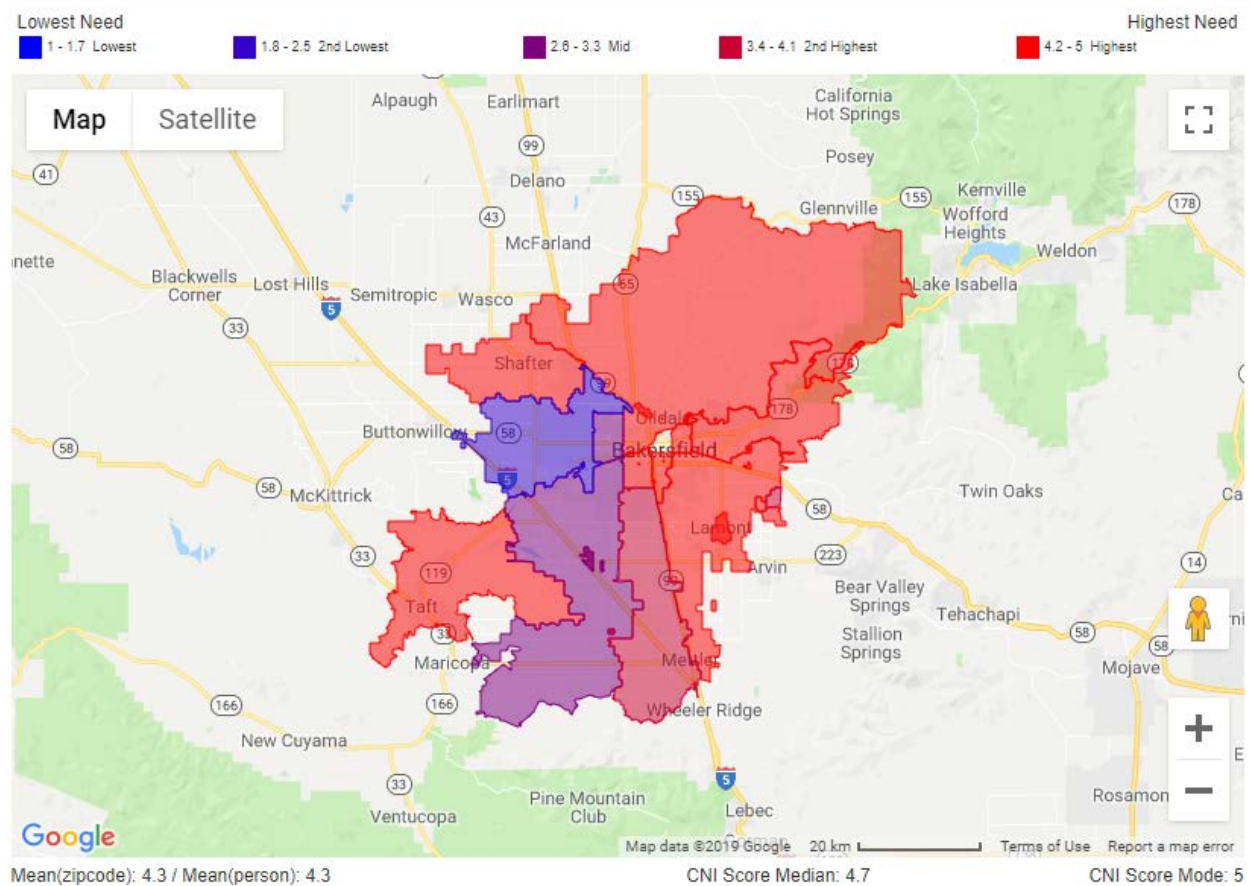 Lowest Need
Highest Need
1 - 1.7 Lowest
1.8 - 2.5 2nd Lowest
2.6 - 3.3 Mid
3.4 - 4.1 2nd Highest
4.2 - 5 Highest
Map
Satellite
Alpaugh
Earlimart
California
Hot Springs
99
Posey
41
Delano
155
Kernville
155
Glennville
Wofford
Heights
178
43
McFarland
Weldon
nette
Blackwells
Corner
Lost Hills
Semitropic
Wasco
65
Lake Isabella
5
33
Shafter
178
99
178
Oildale
Buttonwillow
58
Bakersfield
58
5
58
McKittrick
Twin Oaks
Ca
58
Lamont
33
223
14
119
99
Arvin
Bear Valley
Springs
Taft
Tehachapi
58
33
Stallion
Springs
58
Maricopa
Mettler
Mojave
166
166
Wheeler Ridge
New Cuyama
33
5
Pine Mountain
Club
Lebec
Rosamon
Ventucopa
Gorman
Google
Map data ©2019 Google
20 km
Terms of Use
Report a map error
Mean(zipcode): 4.3 / Mean(person): 4.3
CNI Score Median: 4.7
CNI Score Mode: 5